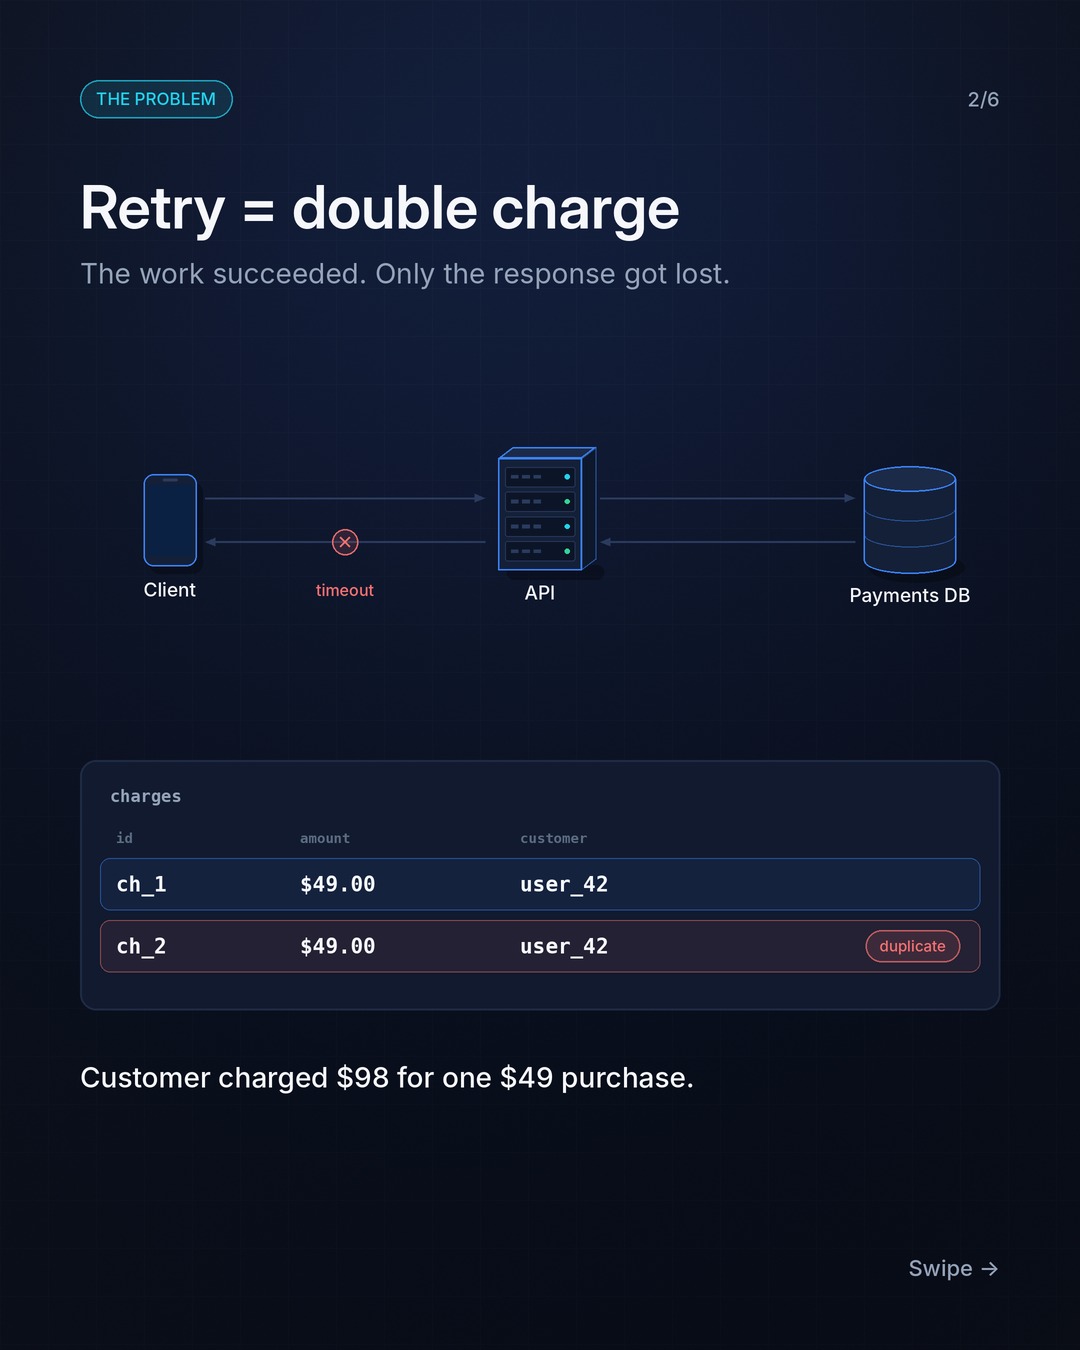 THE PROBLEM
2/6
Retry = double charge
The work succeeded. Only the response got lost.
Client
timeout
API
Payments DB
charges
id amount customer
ch_1 $49.00 user_42
ch_2 $49.00 user_42 duplicate
Customer charged $98 for one $49 purchase.
Swipe →